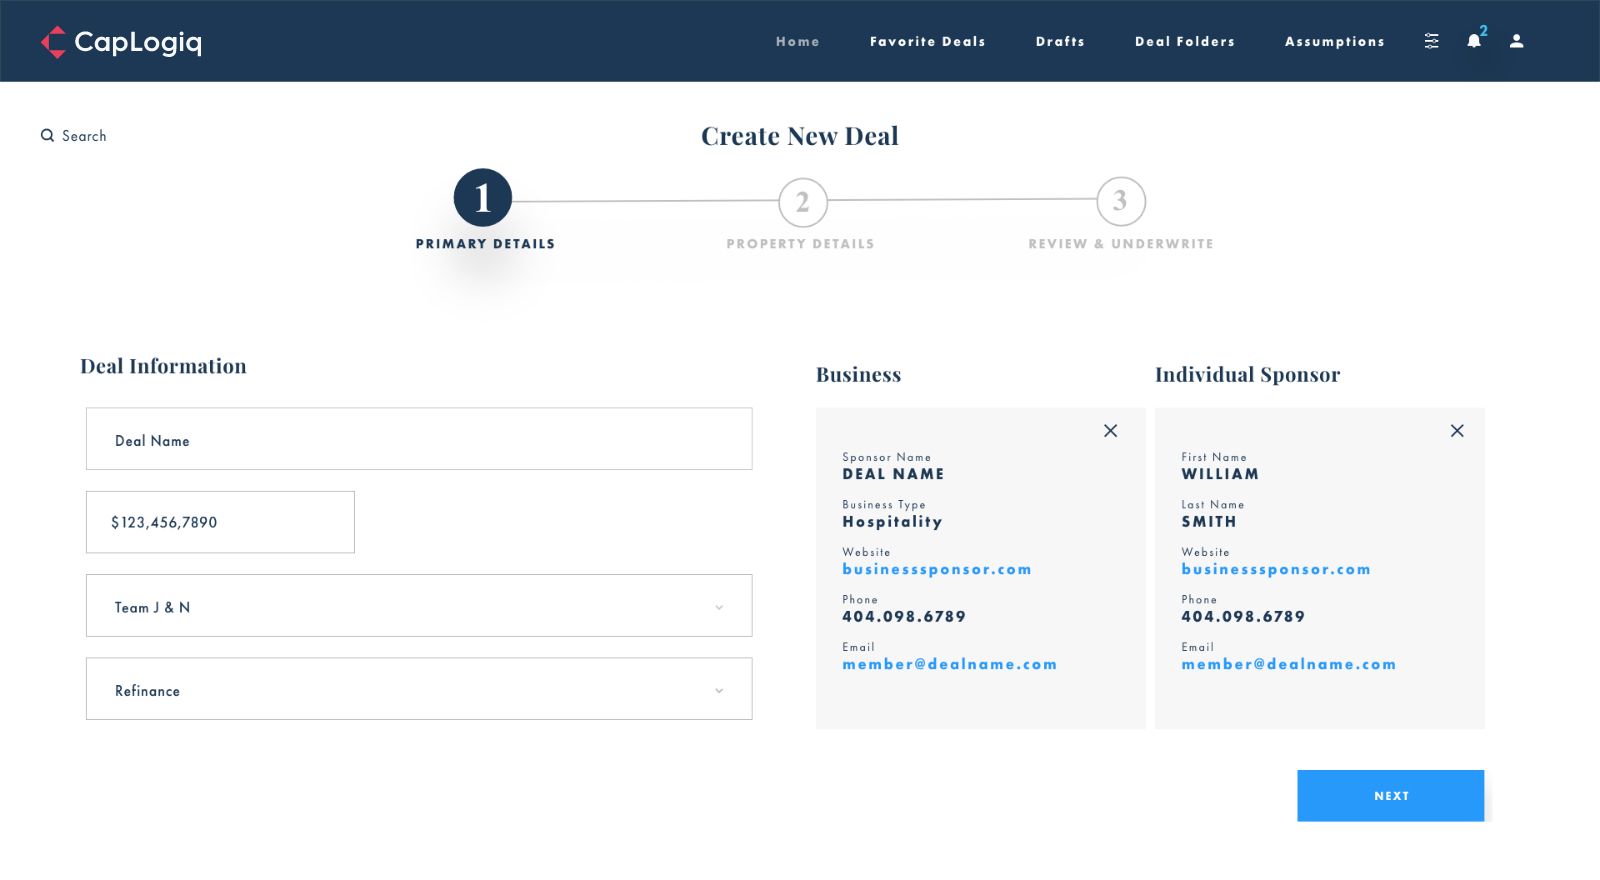 CapLogiq
Home Favorite Deals Drafts Deal Folders Assumptions 2
Search
Create New Deal
1 2 3
PRIMARY DETAILS PROPERTY DETAILS REVIEW & UNDERWRITE
Deal Information
Deal Name
$123,456,7890
Team J & N
Refinance
Business
Sponsor Name
DEAL NAME
Business Type
Hospitality
Website
businesssponsor.com
Phone
404.098.6789
Email
member@dealname.com
Individual Sponsor
First Name
WILLIAM
Last Name
SMITH
Website
businesssponsor.com
Phone
404.098.6789
Email
member@dealname.com
NEXT